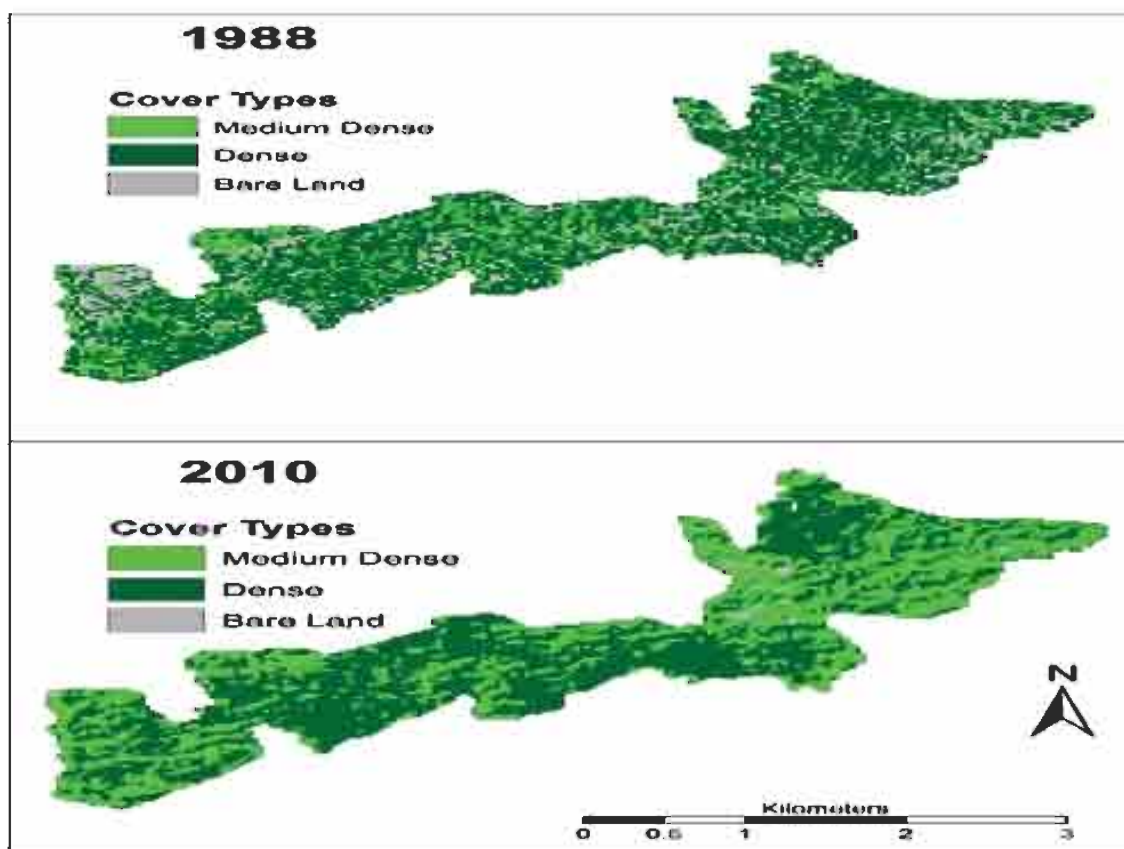 1988
Cover Types
Medium Dense
Dense
Bare Land
2010
Cover Types
Medium Dense
Dense
Bare Land
N
Kilometers
0 0.5 1 2 3